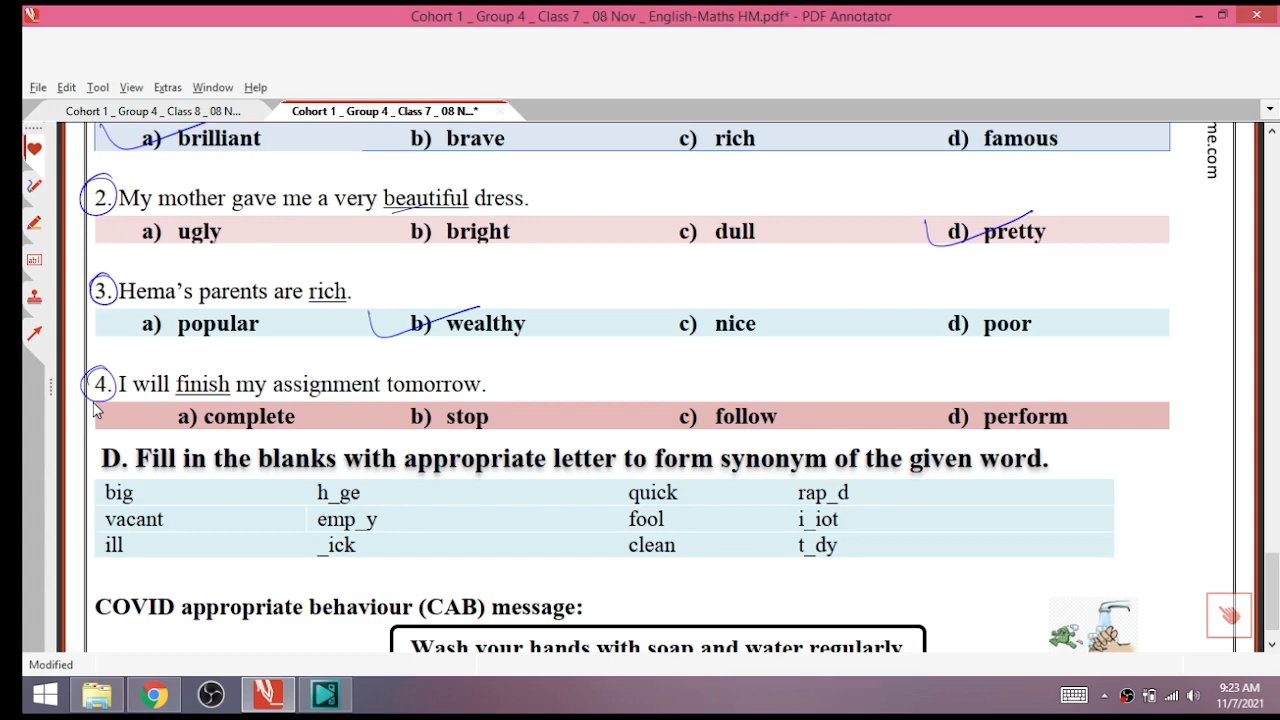 Cohort 1 _ Group 4 _ Class 7 _ 08 Nov _ English-Maths HM.pdf* - PDF Annotator
File Edit Tool View Extras Window Help
Cohort 1 _ Group 4 _ Class 8 _ 08 N... Cohort 1 _ Group 4 _ Class 7 _ 08 N...*
a) brilliant b) brave c) rich d) famous
me.com
2. My mother gave me a very beautiful dress.
a) ugly b) bright c) dull d) pretty
3. Hema’s parents are rich.
a) popular b) wealthy c) nice d) poor
4. I will finish my assignment tomorrow.
a) complete b) stop c) follow d) perform
D. Fill in the blanks with appropriate letter to form synonym of the given word.
big h_ge quick rap_d
vacant emp_y fool i_iot
ill _ick clean t_dy
COVID appropriate behaviour (CAB) message:
Wash your hands with soap and water regularly
Modified
9:23 AM
11/7/2021